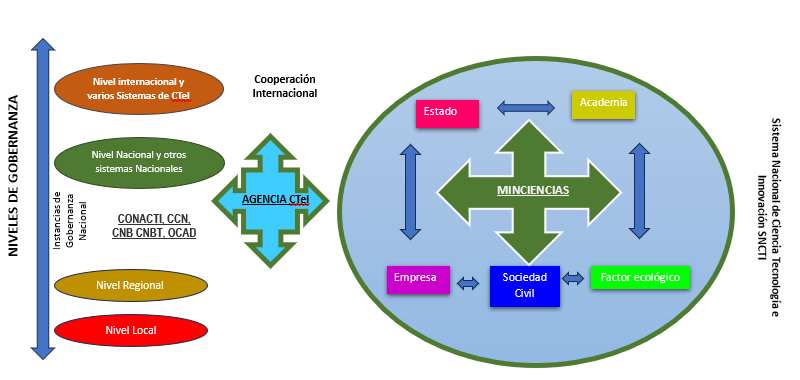 NIVELES DE GOBERNANZA
Nivel internacional y
varios Sistemas de CTeI
Cooperación
Internacional
Nivel Nacional y otros
sistemas Nacionales
Instancias de
Gobernanza
Nacional
CONACTI, CCN,
CNB CNBT, OCAD
AGENCIA CTeI
Nivel Regional
Nivel Local
Estado
Academia
MINCIENCIAS
Empresa
Sociedad
Civil
Factor ecológico
Sistema Nacional de Ciencia Tecnología e
Innovación SNCTI